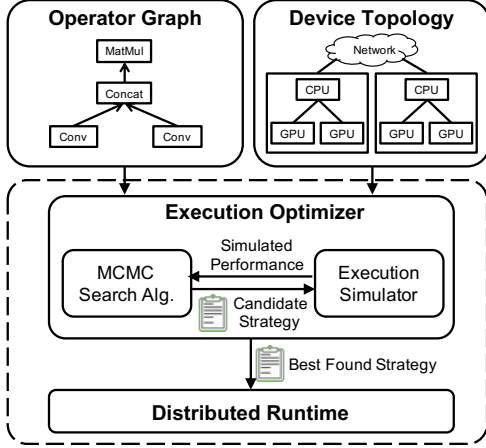 Operator Graph
MatMul
Concat
Conv
Conv
Device Topology
Network
CPU
CPU
GPU
GPU
GPU
GPU
Execution Optimizer
MCMC
Search Alg.
Simulated
Performance
Candidate
Strategy
Execution
Simulator
Best Found Strategy
Distributed Runtime